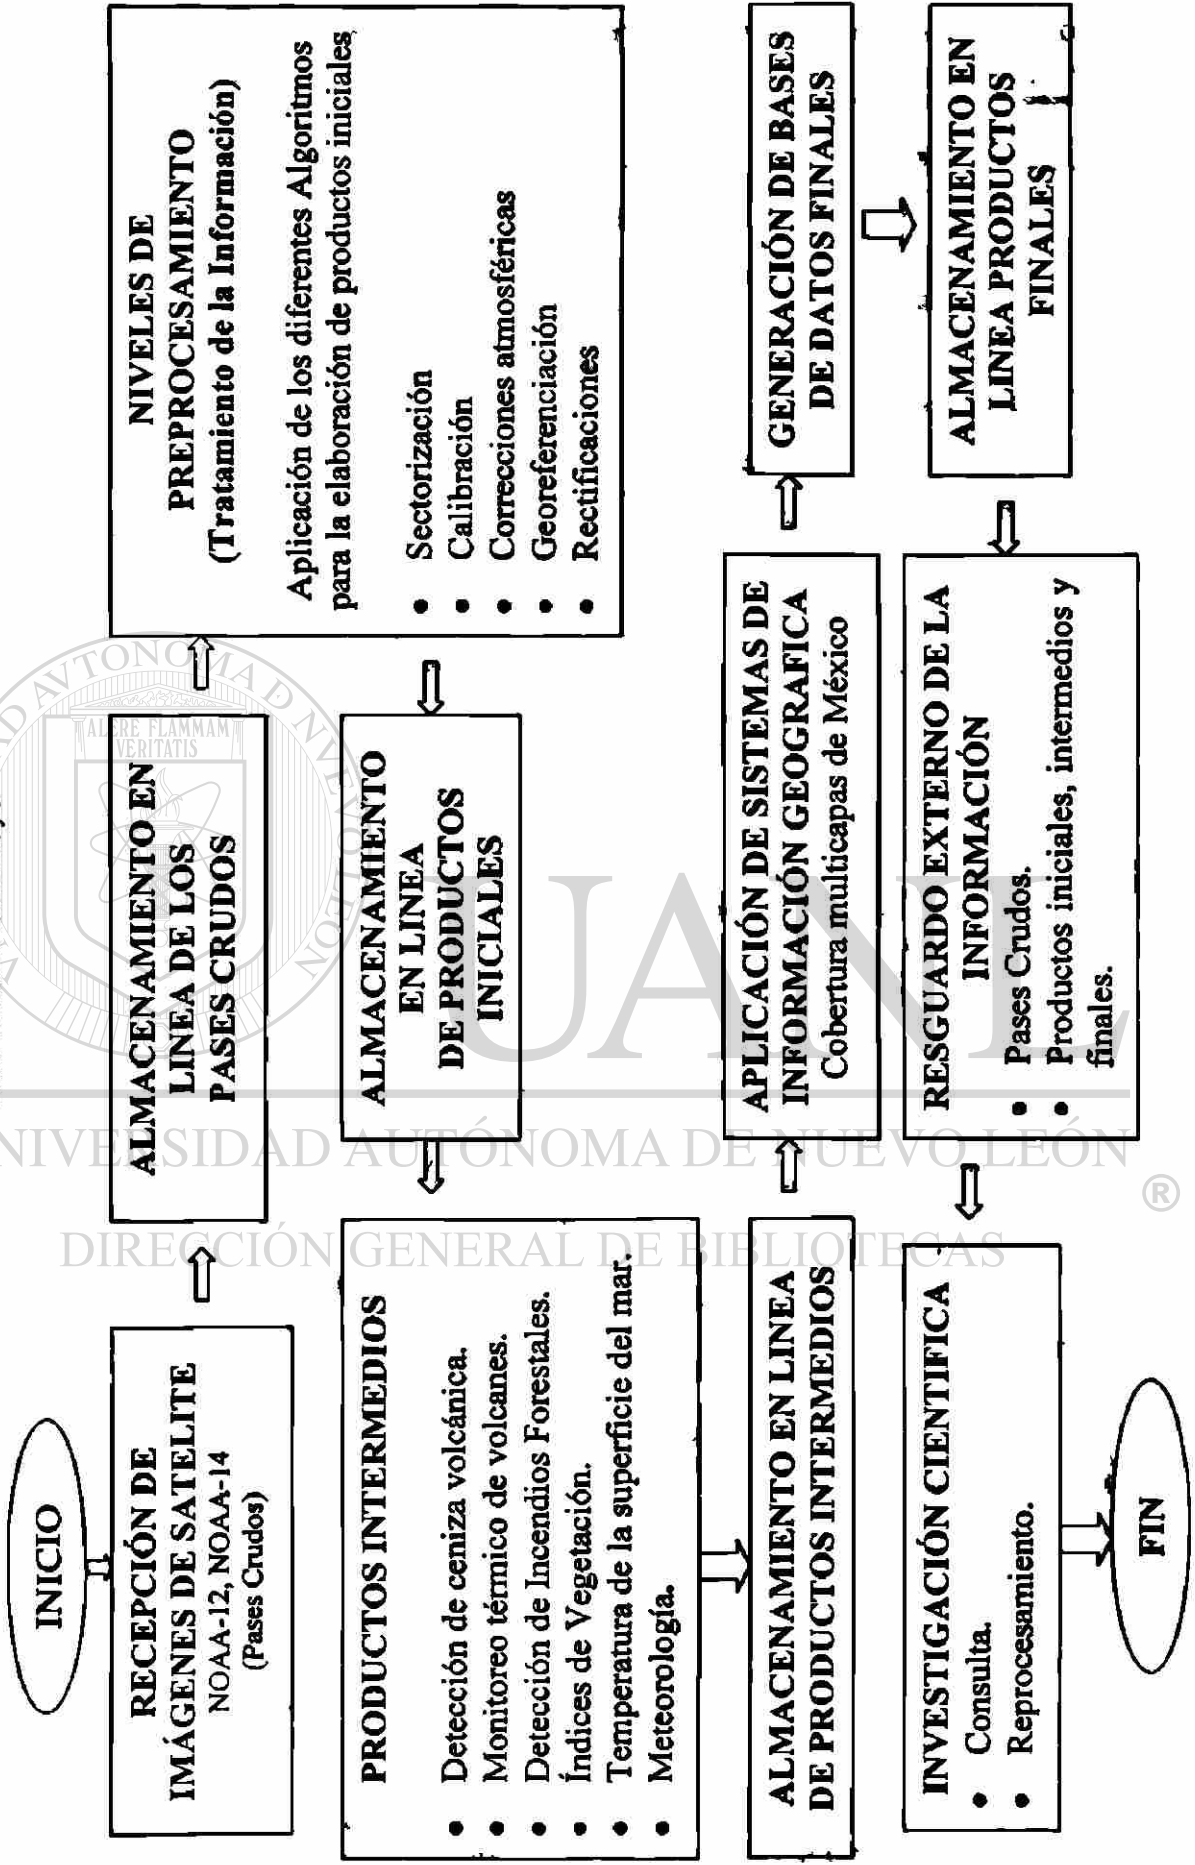 INICIO
RECEPCIÓN DE
IMÁGENES DE SATELITE
NOAA-12, NOAA-14
(Pases Crudos)
ALMACENAMIENTO EN
LINEA DE LOS
PASES CRUDOS
NIVELES DE
PREPROCESAMIENTO
(Tratamiento de la Información)
Aplicación de los diferentes Algoritmos
para la elaboración de productos iniciales
• Sectorización
• Calibración
• Correcciones atmosféricas
• Georeferenciación
• Rectificaciones
ALMACENAMIENTO
EN LINEA
DE PRODUCTOS
INICIALES
PRODUCTOS INTERMEDIOS
• Detección de ceniza volcánica.
• Monitoreo térmico de volcanes.
• Detección de Incendios Forestales.
• Índices de Vegetación.
• Temperatura de la superficie del mar.
• Meteorología.
ALMACENAMIENTO EN LINEA
DE PRODUCTOS INTERMEDIOS
APLICACIÓN DE SISTEMAS DE
INFORMACIÓN GEOGRAFICA
Cobertura multicapas de México
GENERACIÓN DE BASES
DE DATOS FINALES
ALMACENAMIENTO EN
LINEA PRODUCTOS
FINALES
RESGUARDO EXTERNO DE LA
INFORMACIÓN
• Pases Crudos.
• Productos iniciales, intermedios y
finales.
INVESTIGACIÓN CIENTIFICA
• Consulta.
• Reprocesamiento.
FIN
ALERE FLAMMAM
VERITATIS
UANL
UNIVERSIDAD AUTÓNOMA DE NUEVO LEÓN
®
DIRECCIÓN GENERAL DE BIBLIOTECAS